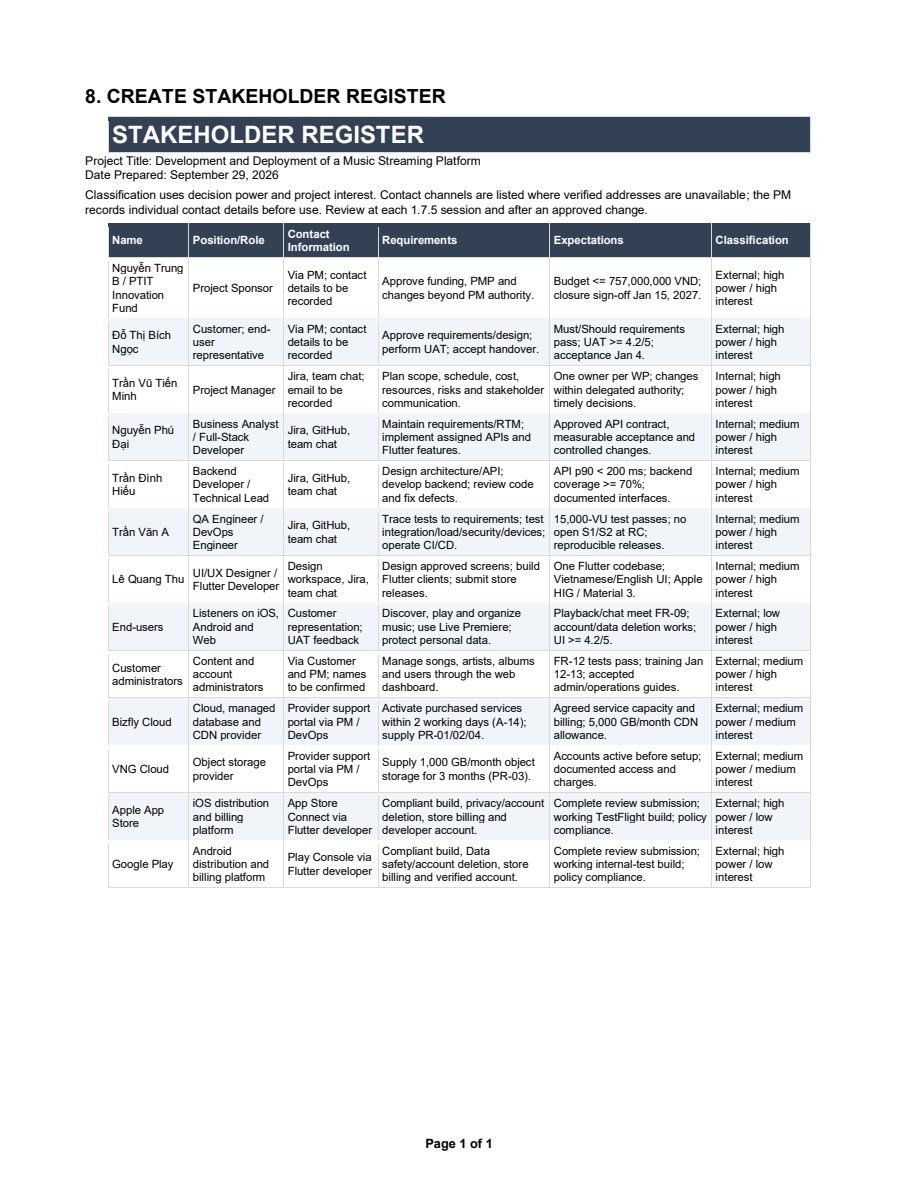 8. CREATE STAKEHOLDER REGISTER
STAKEHOLDER REGISTER
Project Title: Development and Deployment of a Music Streaming Platform
Date Prepared: September 29, 2026
Classification uses decision power and project interest. Contact channels are listed where verified addresses are unavailable; the PM
records individual contact details before use. Review at each 1.7.5 session and after an approved change.
Name
Position/Role
Contact
Information
Requirements
Expectations
Classification
Nguyễn Trung
B / PTIT
Innovation
Fund
Project Sponsor
Via PM; contact
details to be
recorded
Approve funding, PMP and
changes beyond PM authority.
Budget <= 757,000,000 VND;
closure sign-off Jan 15, 2027.
External; high
power / high
interest
Đỗ Thị Bích
Ngọc
Customer; end-
user
representative
Via PM; contact
details to be
recorded
Approve requirements/design;
perform UAT; accept handover.
Must/Should requirements
pass; UAT >= 4.2/5;
acceptance Jan 4.
External; high
power / high
interest
Trần Vũ Tiến
Minh
Project Manager
Jira, team chat;
email to be
recorded
Plan scope, schedule, cost,
resources, risks and stakeholder
communication.
One owner per WP; changes
within delegated authority;
timely decisions.
Internal; high
power / high
interest
Nguyễn Phú
Đại
Business Analyst
/ Full-Stack
Developer
Jira, GitHub,
team chat
Maintain requirements/RTM;
implement assigned APIs and
Flutter features.
Approved API contract,
measurable acceptance and
controlled changes.
Internal; medium
power / high
interest
Trần Đình
Hiếu
Backend
Developer /
Technical Lead
Jira, GitHub,
team chat
Design architecture/API;
develop backend; review code
and fix defects.
API p90 < 200 ms; backend
coverage >= 70%;
documented interfaces.
Internal; medium
power / high
interest
Trần Văn A
QA Engineer /
DevOps
Engineer
Jira, GitHub,
team chat
Trace tests to requirements; test
integration/load/security/devices;
operate CI/CD.
15,000-VU test passes; no
open S1/S2 at RC;
reproducible releases.
Internal; medium
power / high
interest
Lê Quang Thu
UI/UX Designer /
Flutter Developer
Design
workspace, Jira,
team chat
Design approved screens; build
Flutter clients; submit store
releases.
One Flutter codebase;
Vietnamese/English UI; Apple
HIG / Material 3.
Internal; medium
power / high
interest
End-users
Listeners on iOS,
Android and
Web
Customer
representation;
UAT feedback
Discover, play and organize
music; use Live Premiere;
protect personal data.
Playback/chat meet FR-09;
account/data deletion works;
UI >= 4.2/5.
External; low
power / high
interest
Customer
administrators
Content and
account
administrators
Via Customer
and PM; names
to be confirmed
Manage songs, artists, albums
and users through the web
dashboard.
FR-12 tests pass; training Jan
12-13; accepted
admin/operations guides.
External; medium
power / high
interest
Bizfly Cloud
Cloud, managed
database and
CDN provider
Provider support
portal via PM /
DevOps
Activate purchased services
within 2 working days (A-14);
supply PR-01/02/04.
Agreed service capacity and
billing; 5,000 GB/month CDN
allowance.
External; medium
power / medium
interest
VNG Cloud
Object storage
provider
Provider support
portal via PM /
DevOps
Supply 1,000 GB/month object
storage for 3 months (PR-03).
Accounts active before setup;
documented access and
charges.
External; medium
power / medium
interest
Apple App
Store
iOS distribution
and billing
platform
App Store
Connect via
Flutter developer
Compliant build, privacy/account
deletion, store billing and
developer account.
Complete review submission;
working TestFlight build; policy
compliance.
External; high
power / low
interest
Google Play
Android
distribution and
billing platform
Play Console via
Flutter developer
Compliant build, Data
safety/account deletion, store
billing and verified account.
Complete review submission;
working internal-test build;
policy compliance.
External; high
power / low
interest
Page 1 of 1